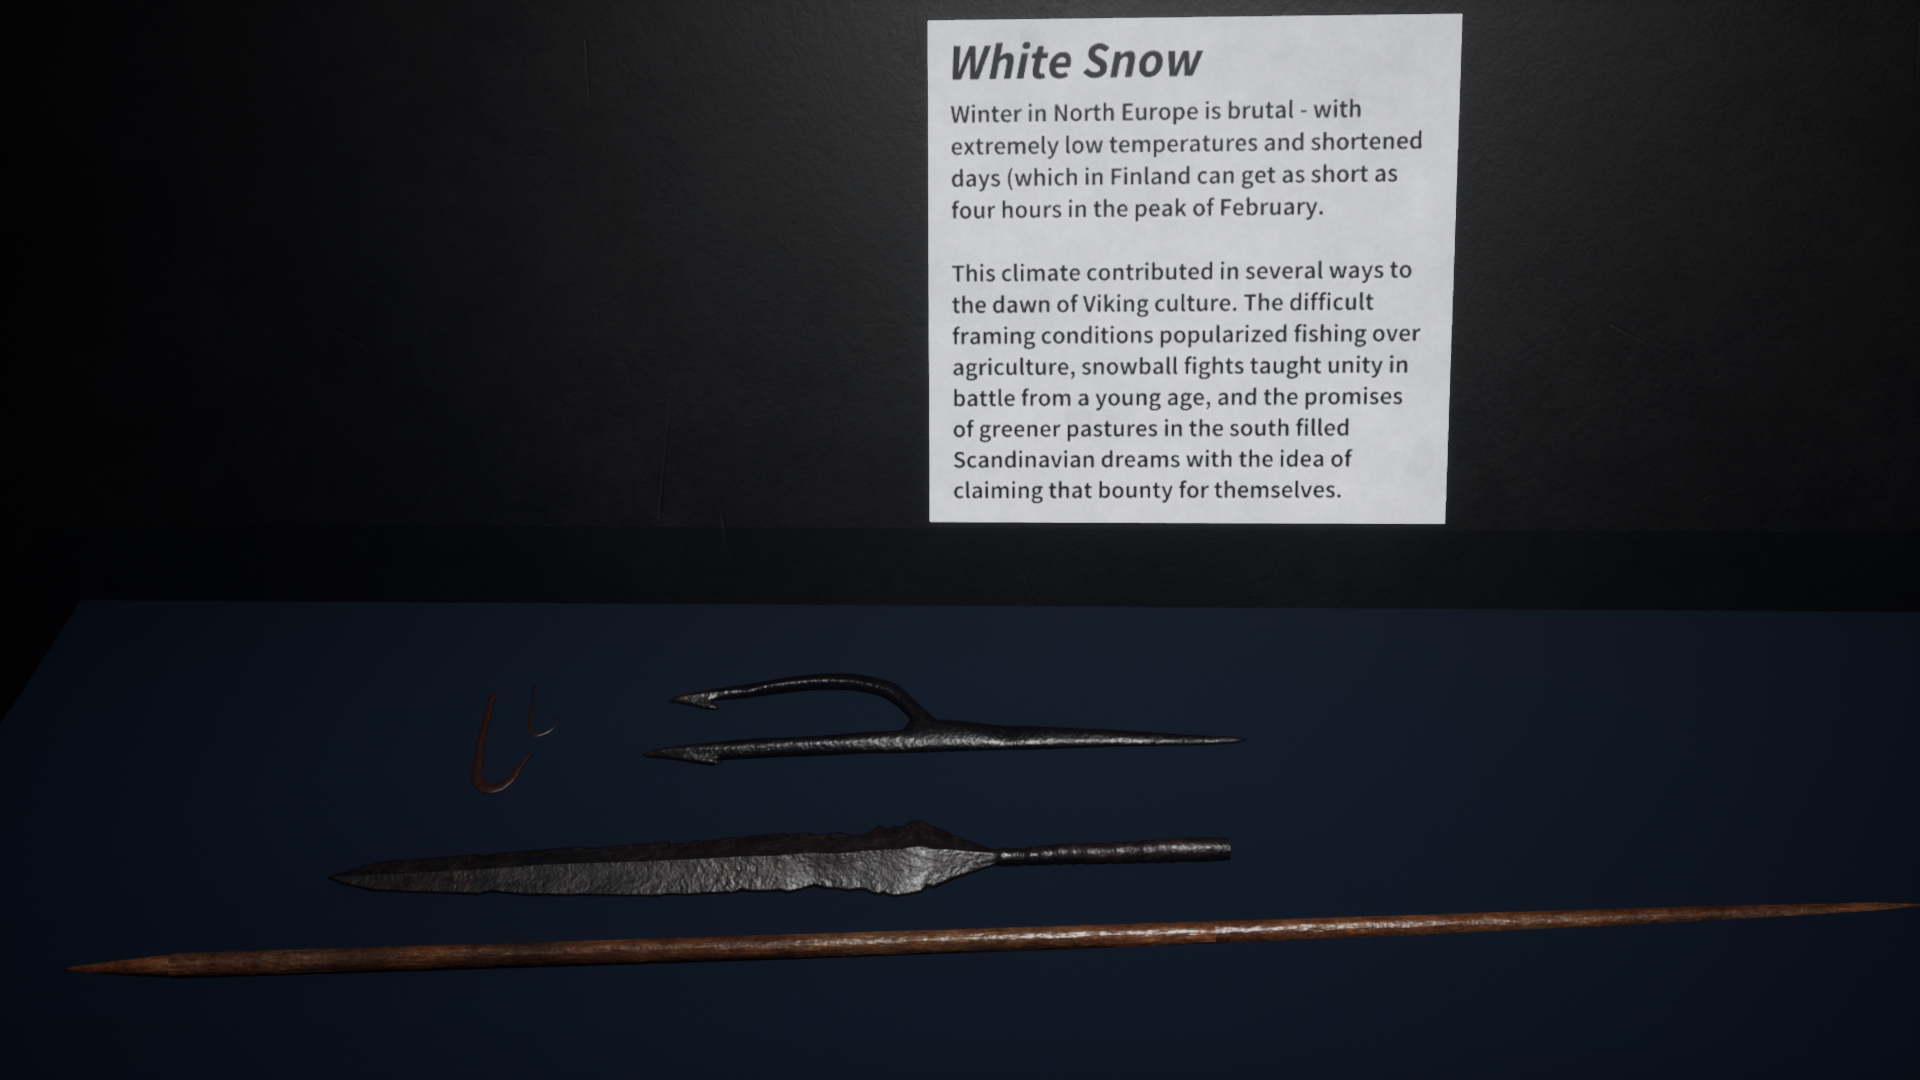 White Snow
Winter in North Europe is brutal - with
extremely low temperatures and shortened
days (which in Finland can get as short as
four hours in the peak of February.
This climate contributed in several ways to
the dawn of Viking culture. The difficult
framing conditions popularized fishing over
agriculture, snowball fights taught unity in
battle from a young age, and the promises
of greener pastures in the south filled
Scandinavian dreams with the idea of
claiming that bounty for themselves.